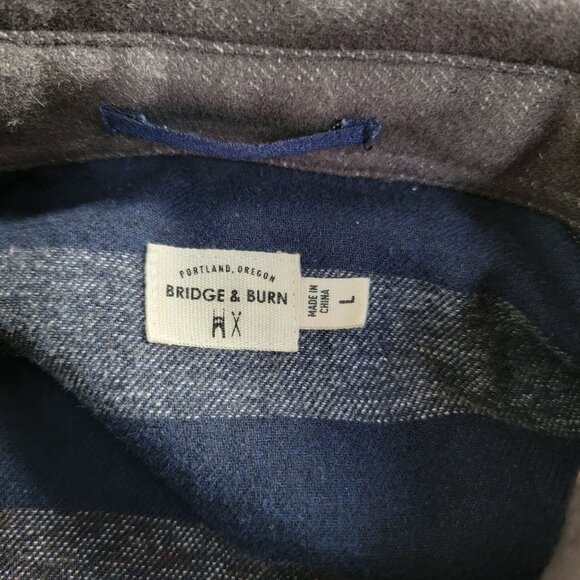 PORTLAND, OREGON
BRIDGE & BURN
MADE IN
CHINA
L